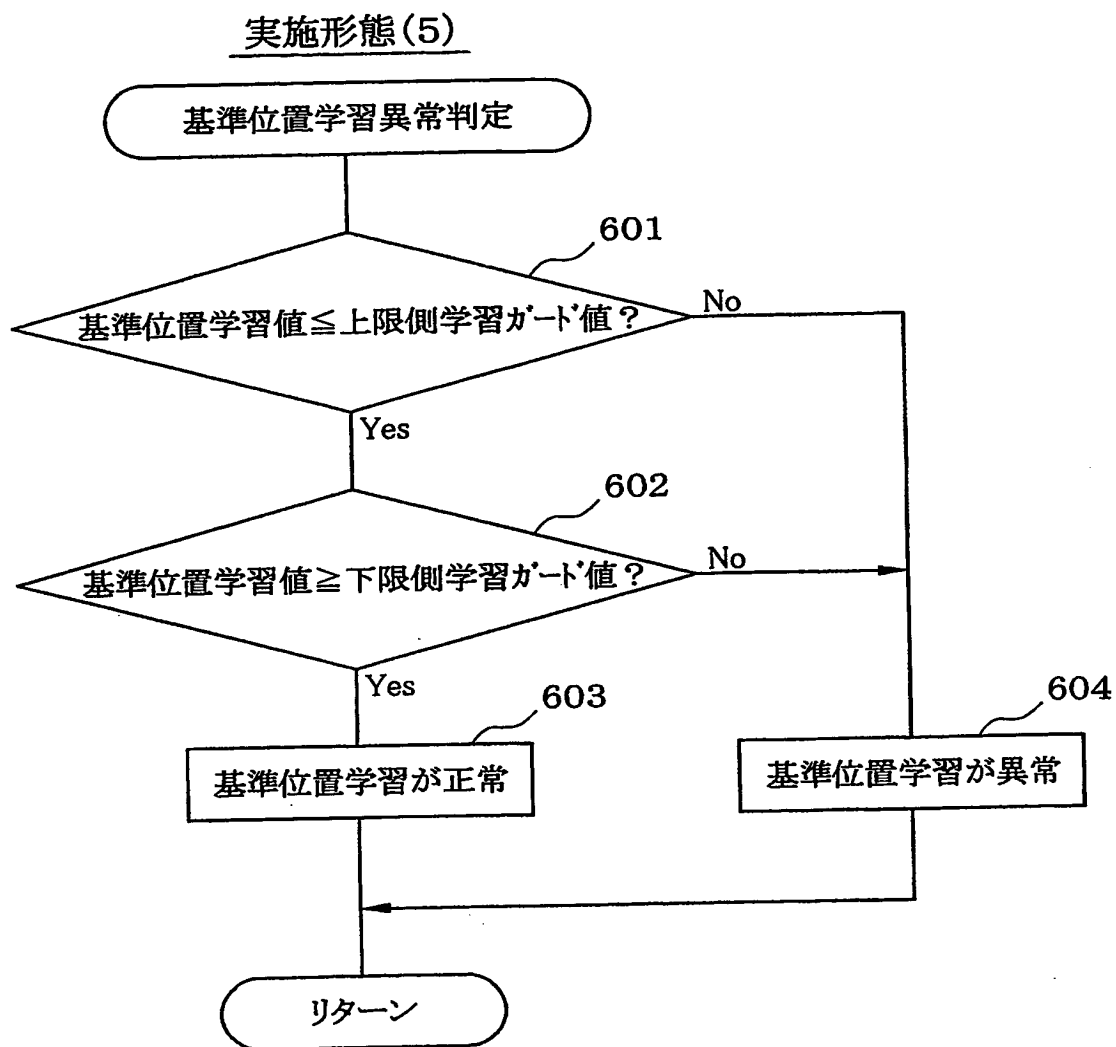 実施形態(5)
基準位置学習異常判定
601
基準位置学習値≦上限側学習ガード値?
No
Yes
602
基準位置学習値≧下限側学習ガード値?
No
Yes
603
604
基準位置学習が正常
基準位置学習が異常
リターン